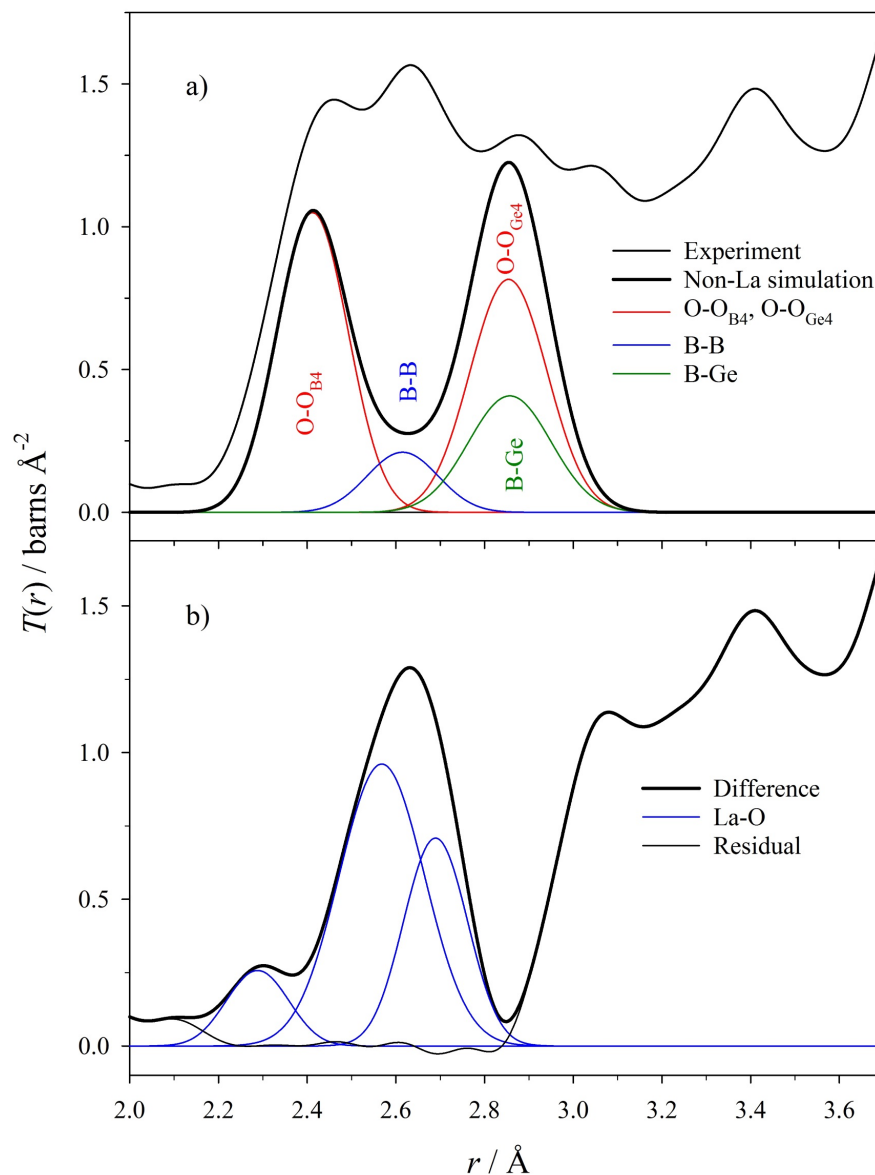 a)
1.5
1.0
0.5
0.0
O-O_B4
B-B
O-O_Ge4
B-Ge
Experiment
Non-La simulation
O-O_B4, O-O_Ge4
B-B
B-Ge
T(r) / barns Å^-2
b)
1.5
1.0
0.5
0.0
Difference
La-O
Residual
2.0 2.2 2.4 2.6 2.8 3.0 3.2 3.4 3.6
r / Å